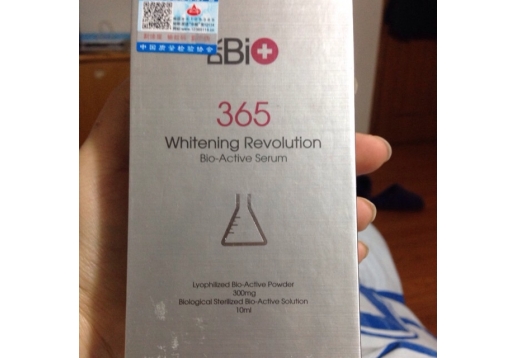 中国质量检验协会
Bio+
365
Whitening Revolution
Bio-Active Serum
Lyophilized Bio-Active Powder
300mg
Biological Sterilized Bio-Active Solution
10ml